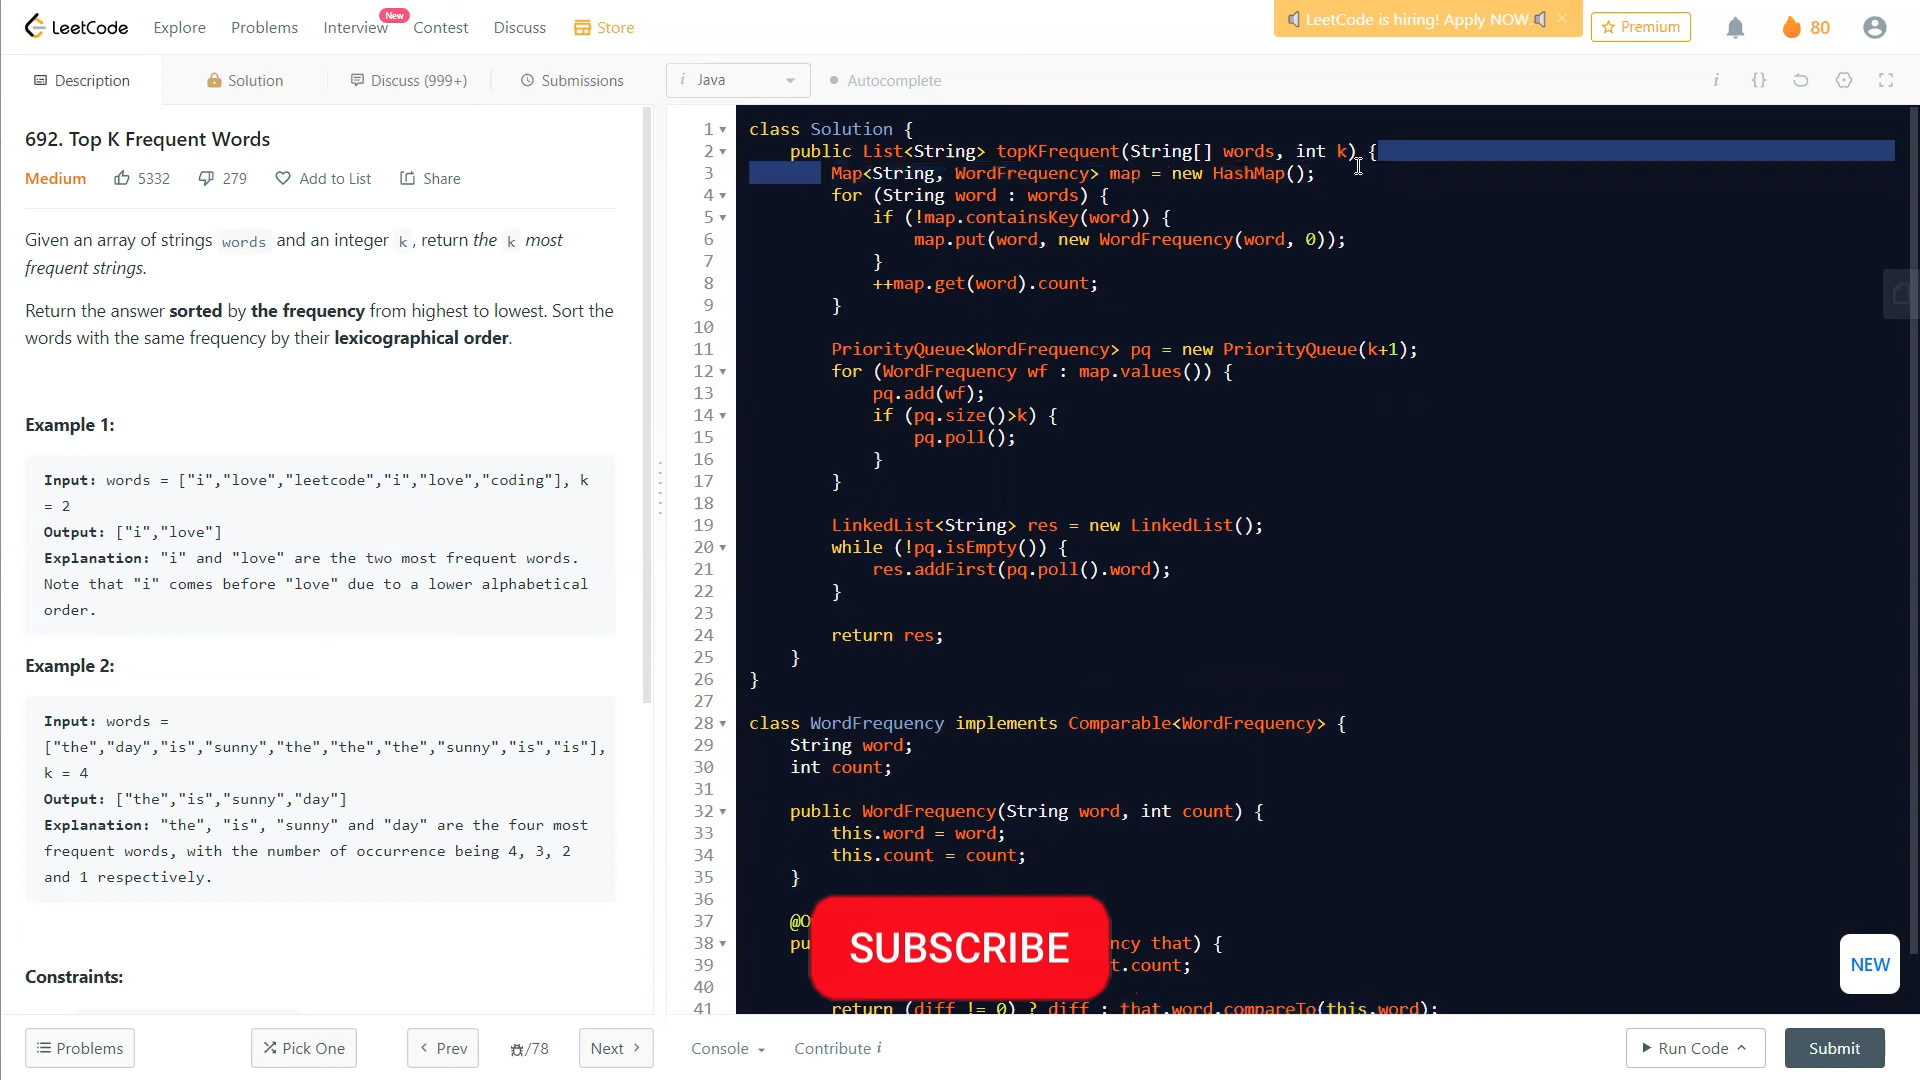 LeetCode
Explore
Problems
Interview
New
Contest
Discuss
Store
LeetCode is hiring! Apply NOW.
Premium
80
Description
Solution
Discuss (999+)
Submissions
i Java
Autocomplete
692. Top K Frequent Words
Medium
5332
279
Add to List
Share
Given an array of strings words and an integer k, return the k most
frequent strings.
Return the answer sorted by the frequency from highest to lowest. Sort the
words with the same frequency by their lexicographical order.
Example 1:
Input: words = ["i","love","leetcode","i","love","coding"], k
= 2
Output: ["i","love"]
Explanation: "i" and "love" are the two most frequent words.
Note that "i" comes before "love" due to a lower alphabetical
order.
Example 2:
Input: words =
["the","day","is","sunny","the","the","the","sunny","is","is"],
k = 4
Output: ["the","is","sunny","day"]
Explanation: "the", "is", "sunny" and "day" are the four most
frequent words, with the number of occurrence being 4, 3, 2
and 1 respectively.
Constraints:
1 class Solution {
2 public List<String> topKFrequent(String[] words, int k) {
3 Map<String, WordFrequency> map = new HashMap();
4 for (String word : words) {
5 if (!map.containsKey(word)) {
6 map.put(word, new WordFrequency(word, 0));
7 }
8 ++map.get(word).count;
9 }
10
11 PriorityQueue<WordFrequency> pq = new PriorityQueue(k+1);
12 for (WordFrequency wf : map.values()) {
13 pq.add(wf);
14 if (pq.size()>k) {
15 pq.poll();
16 }
17 }
18
19 LinkedList<String> res = new LinkedList();
20 while (!pq.isEmpty()) {
21 res.addFirst(pq.poll().word);
22 }
23
24 return res;
25 }
26 }
27
28 class WordFrequency implements Comparable<WordFrequency> {
29 String word;
30 int count;
31
32 public WordFrequency(String word, int count) {
33 this.word = word;
34 this.count = count;
35 }
36
37 @O
38 pu ncy that) {
39 t.count;
40
41 return (diff != 0) ? diff : that.word.compareTo(this.word);
SUBSCRIBE
NEW
Problems
Pick One
Prev
/78
Next
Console
Contribute i
Run Code
Submit